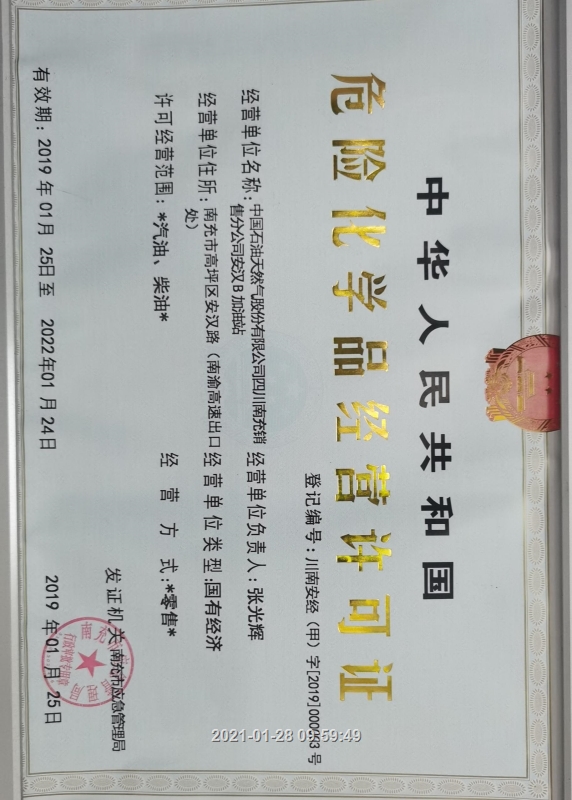 中华人民共和国
危险化学品经营许可证
登记编号：川南安经（甲）字[2019]000033号
经营单位名称：中国石油天然气股份有限公司四川南充销
售分公司安汉B加油站
经营单位负责人：张光辉
经营单位住所：南充市高坪区安汉路（南渝高速出口
处）
经营单位类型：国有经济
许可经营范围：*汽油、柴油*
经营方式：*零售*
发证机关：南充市应急管理局
行政审批专用章
有效期：2019年01月25日至 2022年01月24日
2019年01月25日
2021-01-28 09:59:49